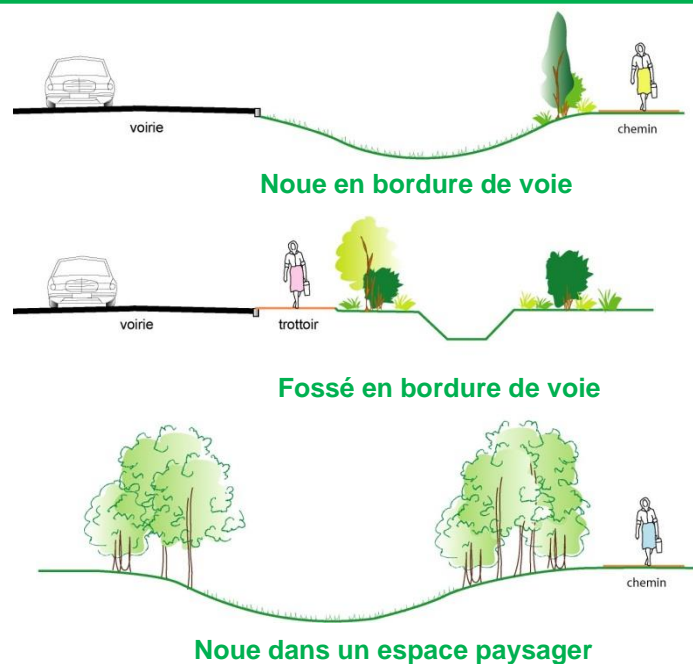 voirie
chemin
Noue en bordure de voie
voirie
trottoir
Fossé en bordure de voie
chemin
Noue dans un espace paysager